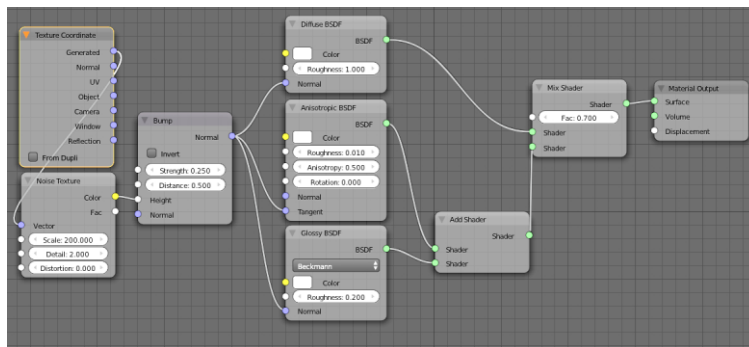 Texture Coordinate
Generated
Normal
UV
Object
Camera
Window
Reflection
From Dupli
Noise Texture
Color
Fac
Vector
Scale: 200.000
Detail: 2.000
Distortion: 0.000
Bump
Normal
Invert
Strength: 0.250
Distance: 0.500
Height
Normal
Diffuse BSDF
BSDF
Color
Roughness: 1.000
Normal
Anisotropic BSDF
BSDF
Color
Roughness: 0.010
Anisotropy: 0.500
Rotation: 0.000
Normal
Tangent
Glossy BSDF
BSDF
Beckmann
Color
Roughness: 0.200
Normal
Add Shader
Shader
Shader
Shader
Mix Shader
Shader
Fac: 0.700
Shader
Shader
Material Output
Surface
Volume
Displacement